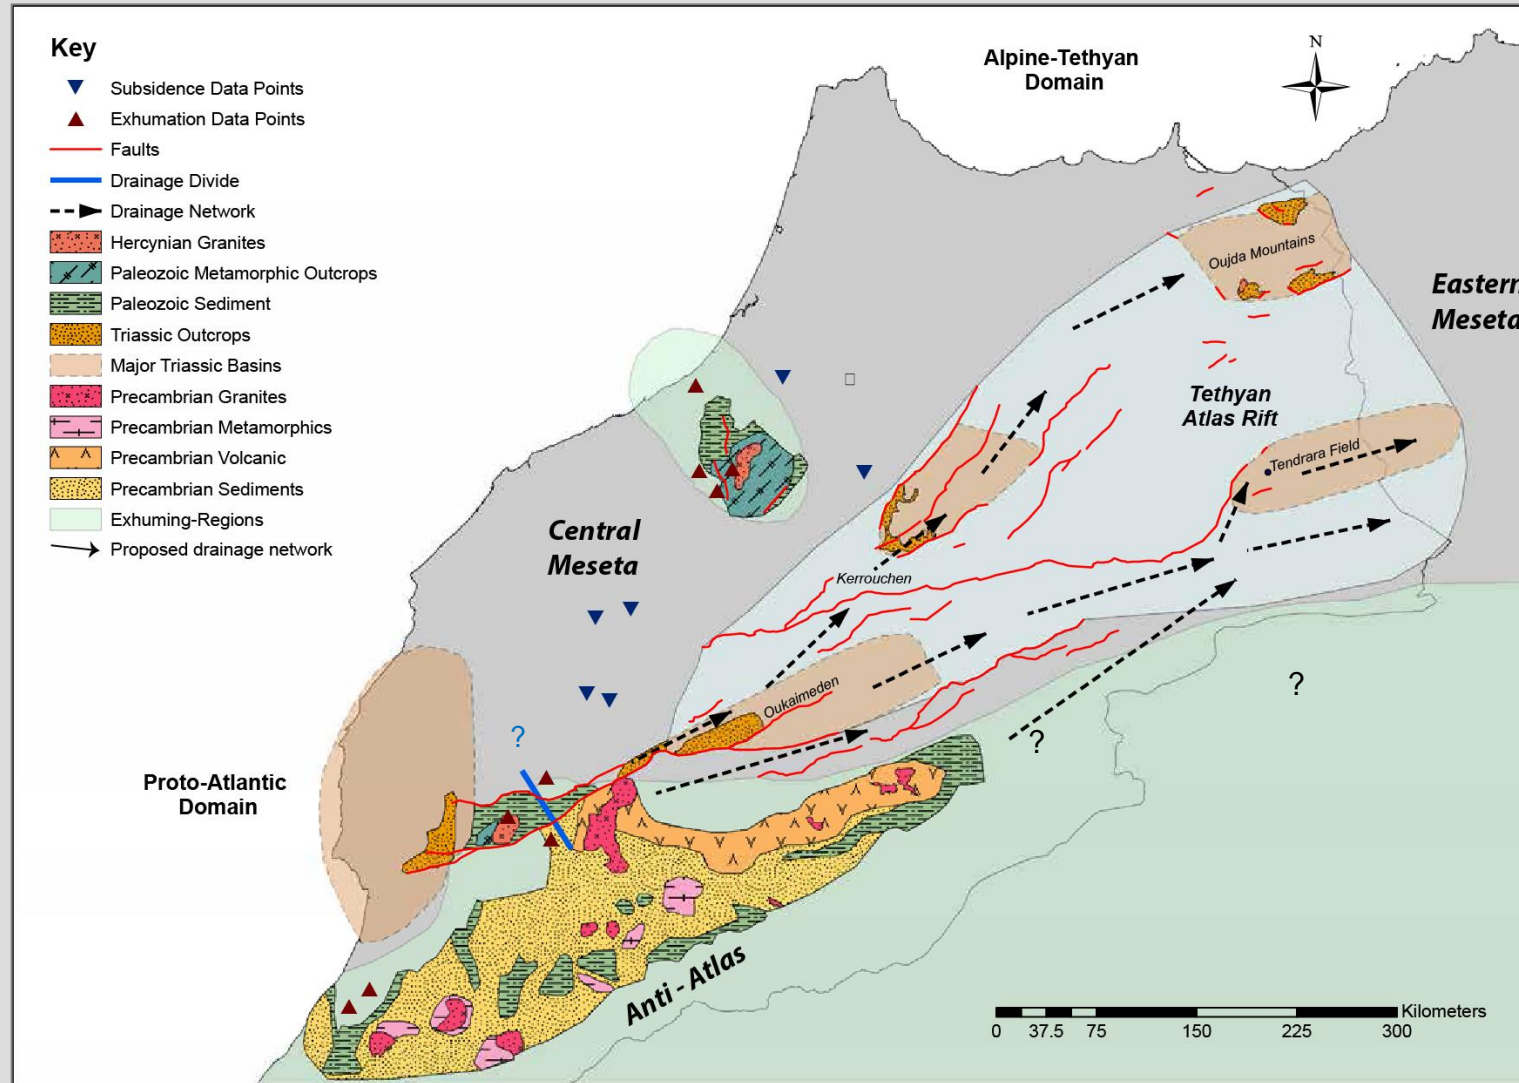 Key
Subsidence Data Points
Exhumation Data Points
Faults
Drainage Divide
Drainage Network
Hercynian Granites
Paleozoic Metamorphic Outcrops
Paleozoic Sediment
Triassic Outcrops
Major Triassic Basins
Precambrian Granites
Precambrian Metamorphics
Precambrian Volcanic
Precambrian Sediments
Exhuming-Regions
Proposed drainage network
Alpine-Tethyan
Domain
N
Oujda Mountains
Eastern
Meseta
Tethyan
Atlas Rift
Tendrara Field
Central
Meseta
Kerrouchen
Oukaimeden
?
?
?
Proto-Atlantic
Domain
Anti - Atlas
Kilometers
0 37.5 75 150 225 300